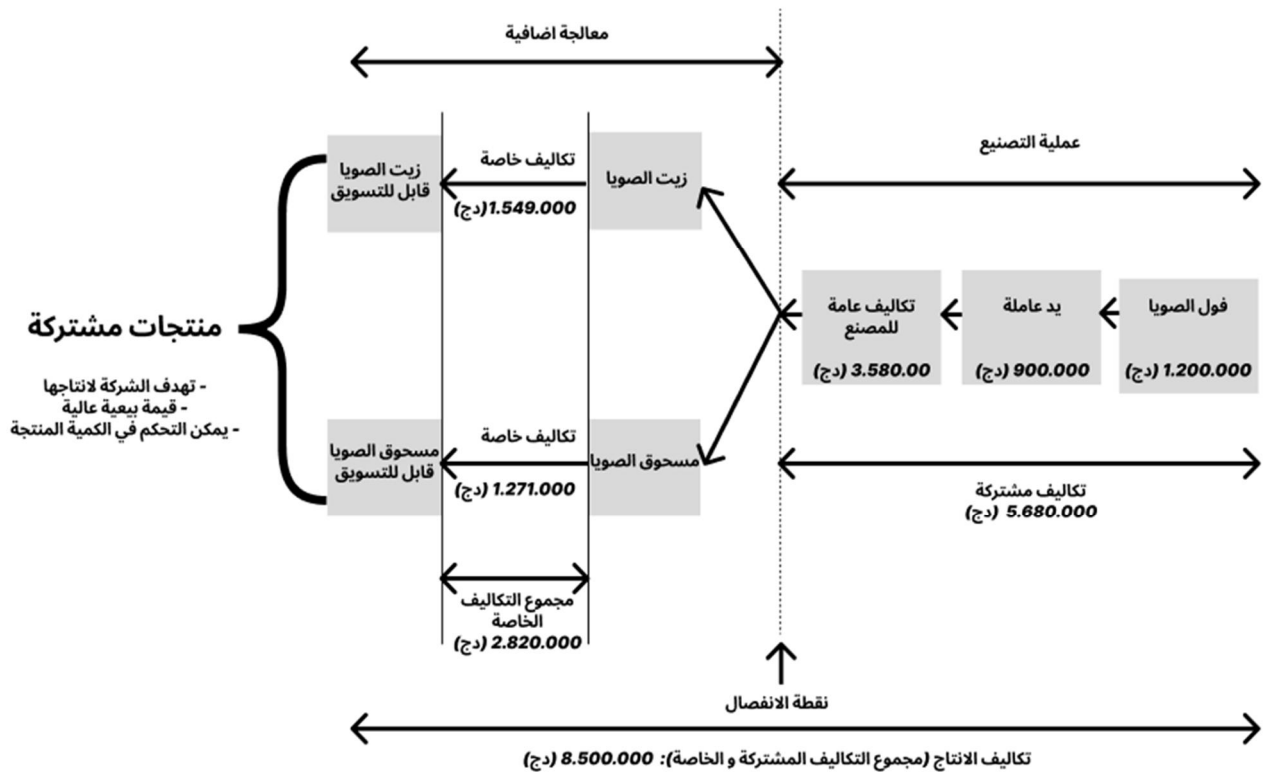 معالجة اضافية
عملية التصنيع
فول الصويا
1.200.000 (دج)
يد عاملة
900.000 (دج)
تكاليف عامة
للمصنع
3.580.00 (دج)
تكاليف مشتركة
5.680.000 (دج)
زيت الصويا
تكاليف خاصة
1.549.000 (دج)
زيت الصويا
قابل للتسويق
مسحوق الصويا
تكاليف خاصة
1.271.000 (دج)
مسحوق الصويا
قابل للتسويق
منتجات مشتركة
- تهدف الشركة لانتاجها
- قيمة بيعية عالية
- يمكن التحكم في الكمية المنتجة
مجموع التكاليف
الخاصة
2.820.000 (دج)
نقطة الانفصال
تكاليف الانتاج (مجموع التكاليف المشتركة و الخاصة): 8.500.000 (دج)